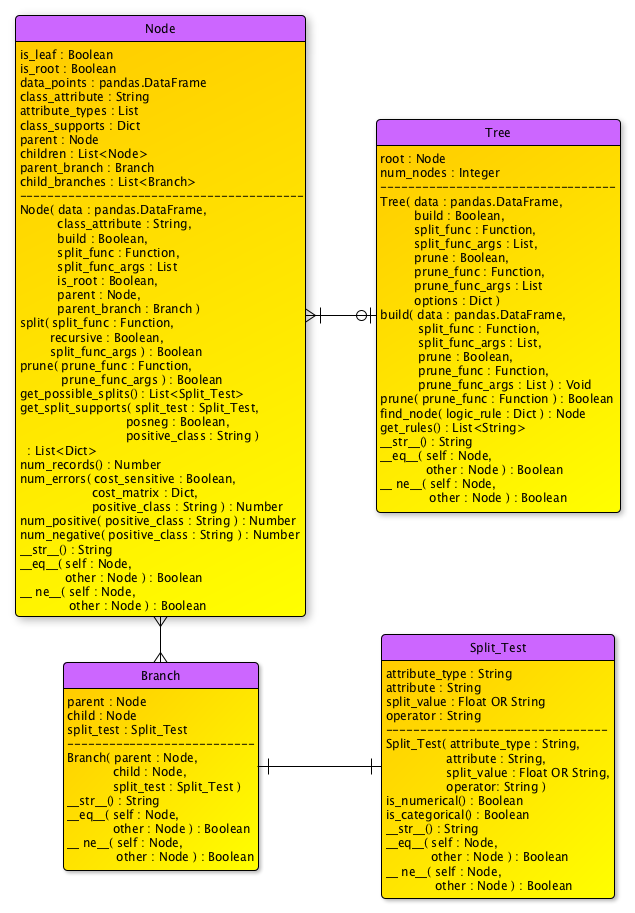 Node
is_leaf : Boolean
is_root : Boolean
data_points : pandas.DataFrame
class_attribute : String
attribute_types : List
class_supports : Dict
parent : Node
children : List<Node>
parent_branch : Branch
child_branches : List<Branch>
Node( data : pandas.DataFrame,
class_attribute : String,
build : Boolean,
split_func : Function,
split_func_args : List
is_root : Boolean,
parent : Node,
parent_branch : Branch )
split( split_func : Function,
recursive : Boolean,
split_func_args ) : Boolean
prune( prune_func : Function,
prune_func_args ) : Boolean
get_possible_splits() : List<Split_Test>
get_split_supports( split_test : Split_Test,
posneg : Boolean,
positive_class : String )
: List<Dict>
num_records() : Number
num_errors( cost_sensitive : Boolean,
cost_matrix : Dict,
positive_class : String ) : Number
num_positive( positive_class : String ) : Number
num_negative( positive_class : String ) : Number
__str__() : String
__eq__( self : Node,
other : Node ) : Boolean
__ ne__( self : Node,
other : Node ) : Boolean
Tree
root : Node
num_nodes : Integer
Tree( data : pandas.DataFrame,
build : Boolean,
split_func : Function,
split_func_args : List,
prune : Boolean,
prune_func : Function,
prune_func_args : List
options : Dict )
build( data : pandas.DataFrame,
split_func : Function,
split_func_args : List,
prune : Boolean,
prune_func : Function,
prune_func_args : List ) : Void
prune( prune_func : Function ) : Boolean
find_node( logic_rule : Dict ) : Node
get_rules() : List<String>
__str__() : String
__eq__( self : Node,
other : Node ) : Boolean
__ ne__( self : Node,
other : Node ) : Boolean
Branch
parent : Node
child : Node
split_test : Split_Test
Branch( parent : Node,
child : Node,
split_test : Split_Test )
__str__() : String
__eq__( self : Node,
other : Node ) : Boolean
__ ne__( self : Node,
other : Node ) : Boolean
Split_Test
attribute_type : String
attribute : String
split_value : Float OR String
operator : String
Split_Test( attribute_type : String,
attribute : String,
split_value : Float OR String,
operator: String )
is_numerical() : Boolean
is_categorical() : Boolean
__str__() : String
__eq__( self : Node,
other : Node ) : Boolean
__ ne__( self : Node,
other : Node ) : Boolean